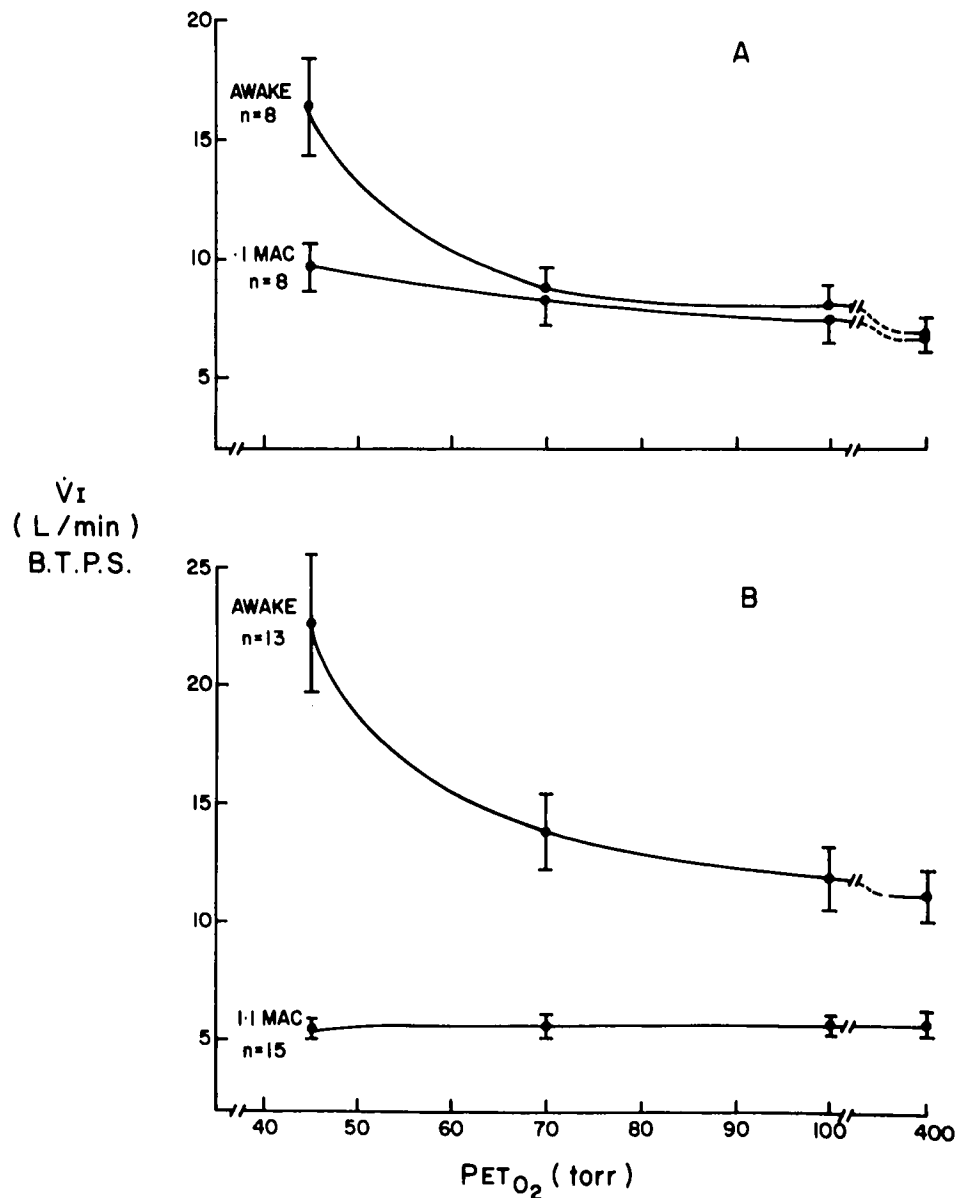 20
A
AWAKE
n=8
15
·1 MAC
n=8
10
5
V̇I
(L/min)
B.T.P.S.
25
B
AWAKE
n=13
20
15
10
1·1 MAC
n=15
5
40 50 60 70 80 90 100 400
PETO2 (torr)